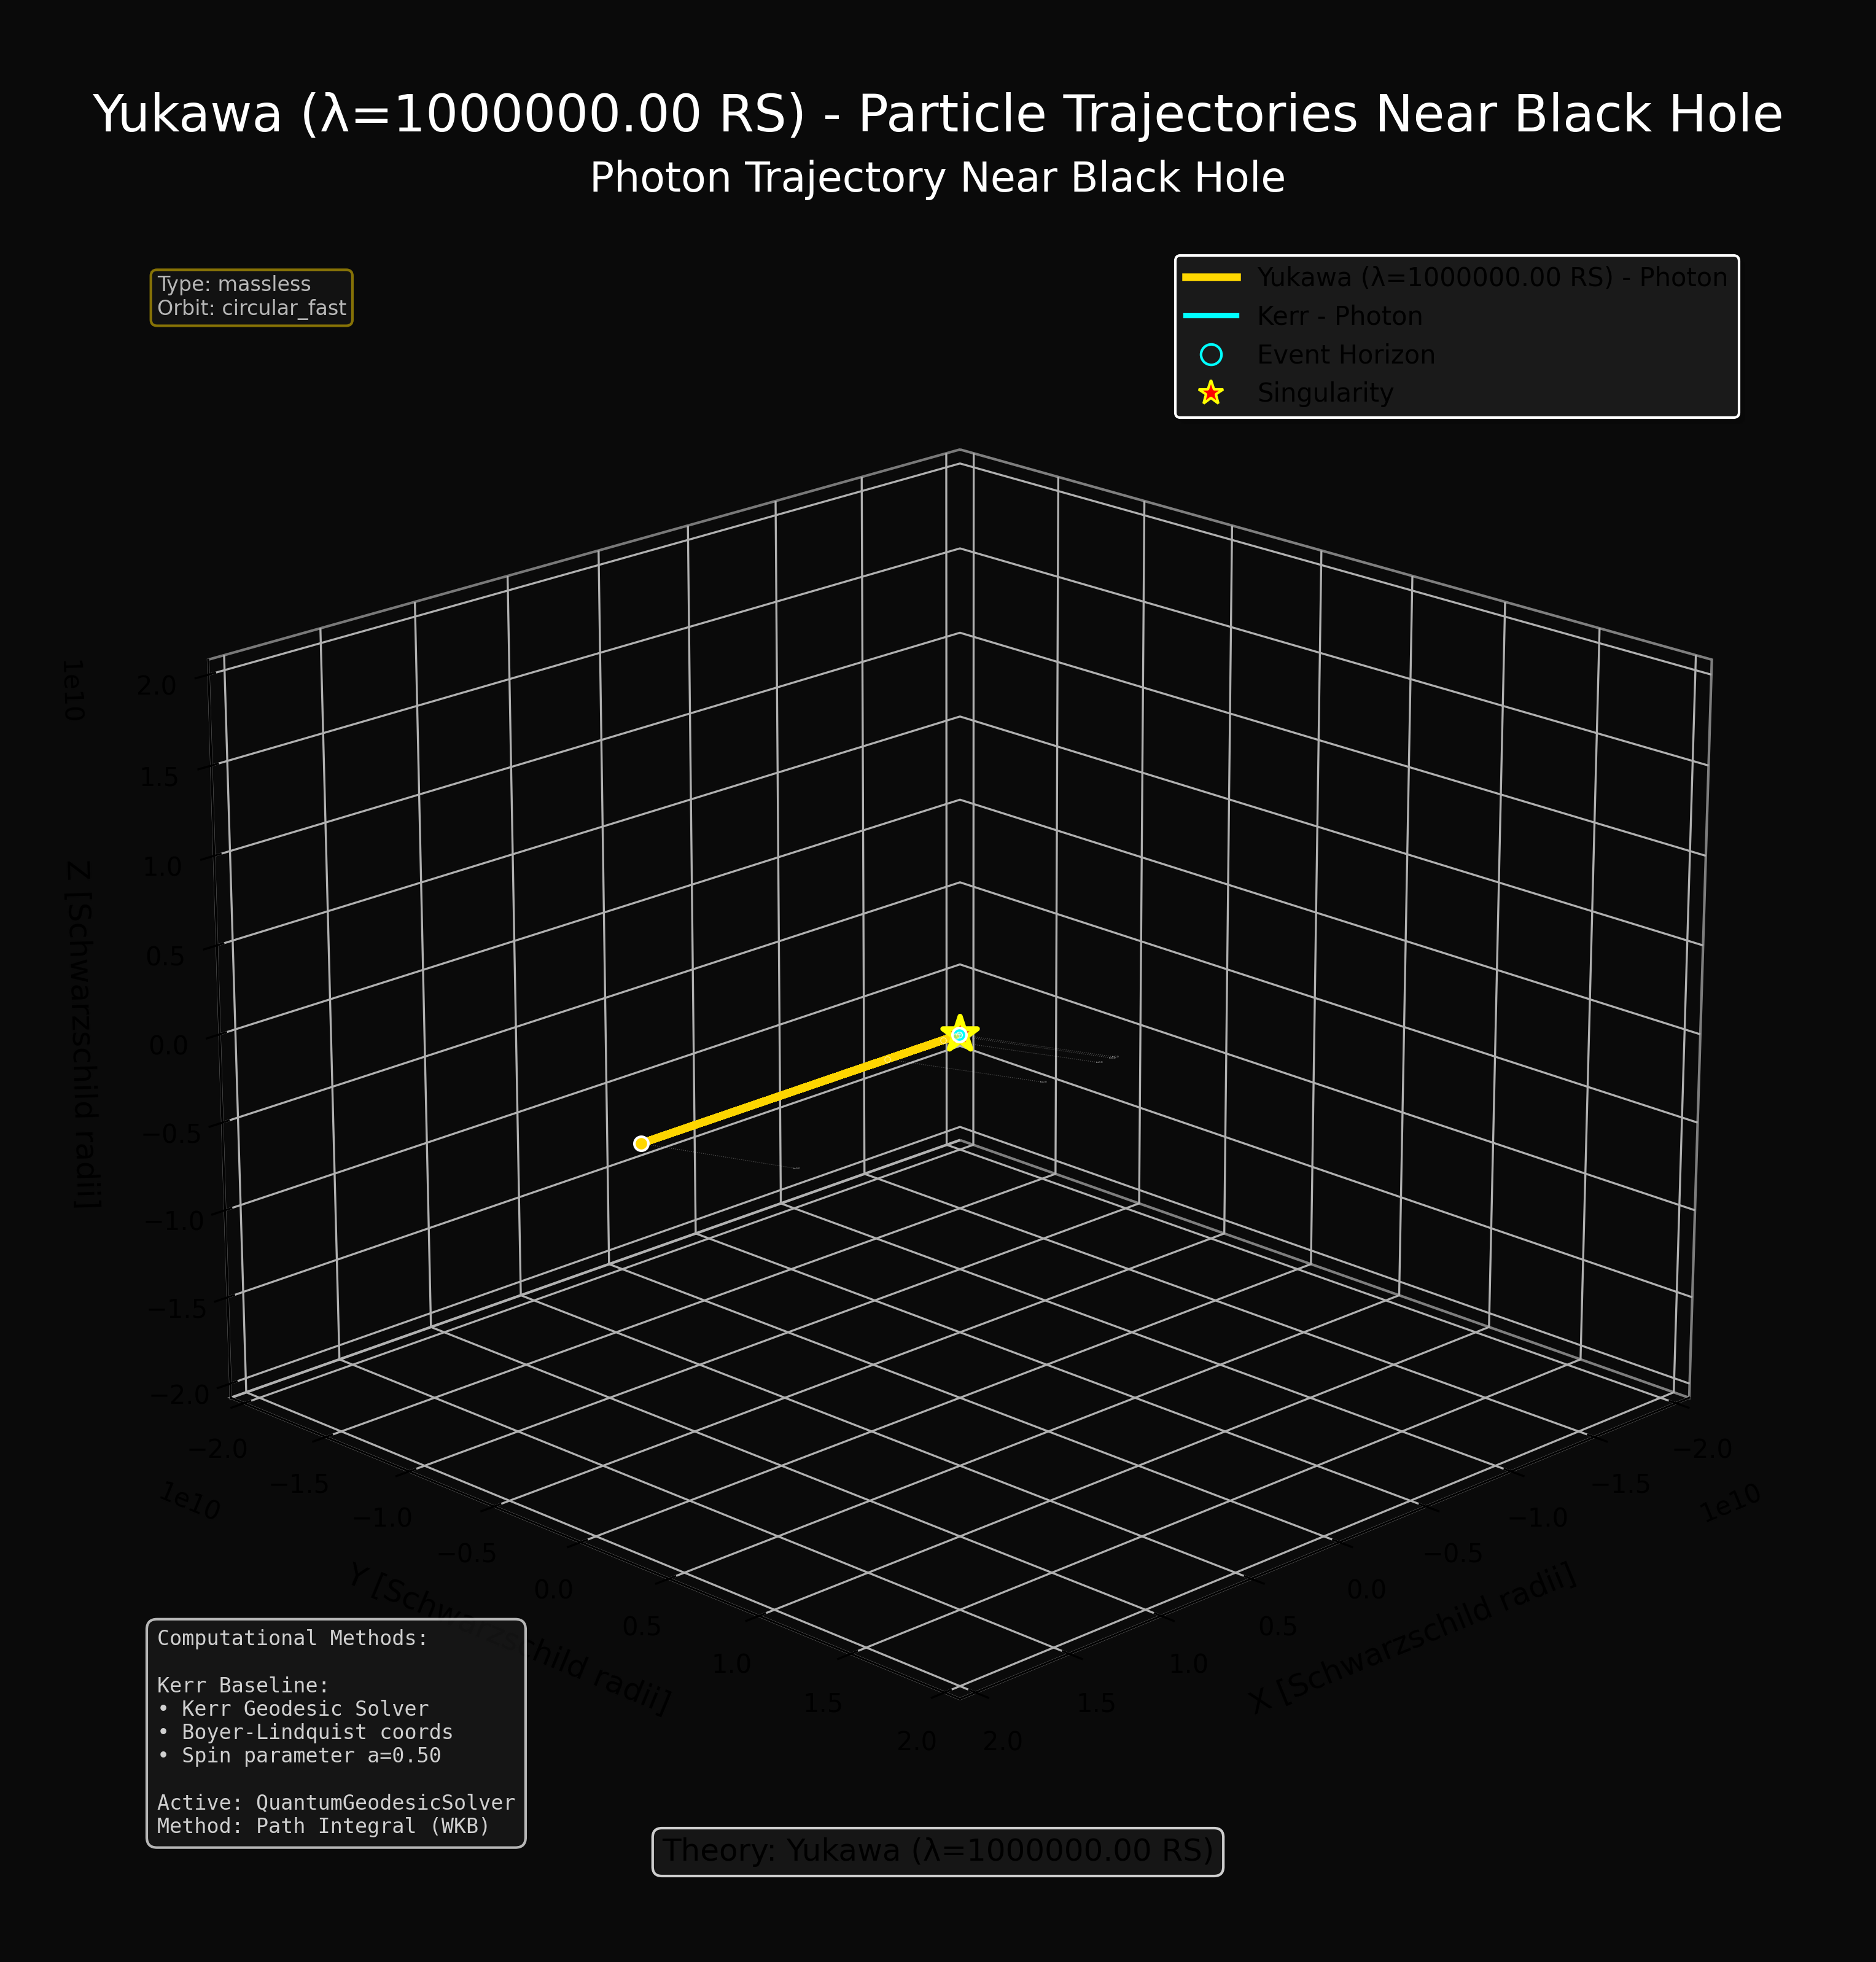 Yukawa (λ=1000000.00 RS) - Particle Trajectories Near Black Hole
Photon Trajectory Near Black Hole
Type: massless
Orbit: circular_fast
Yukawa (λ=1000000.00 RS) - Photon
Kerr - Photon
Event Horizon
Singularity
1e10
2.0
1.5
1.0
0.5
0.0
−0.5
−1.0
−1.5
−2.0
Z [Schwarzschild radii]
−2.0
−1.5
−1.0
−0.5
0.0
0.5
1.0
1.5
2.0
1e10
Y [Schwarzschild radii]
2.0
1.5
1.0
0.5
0.0
−0.5
−1.0
−1.5
−2.0
1e10
X [Schwarzschild radii]
Computational Methods:
Kerr Baseline:
• Kerr Geodesic Solver
• Boyer-Lindquist coords
• Spin parameter a=0.50
Active: QuantumGeodesicSolver
Method: Path Integral (WKB)
Theory: Yukawa (λ=1000000.00 RS)